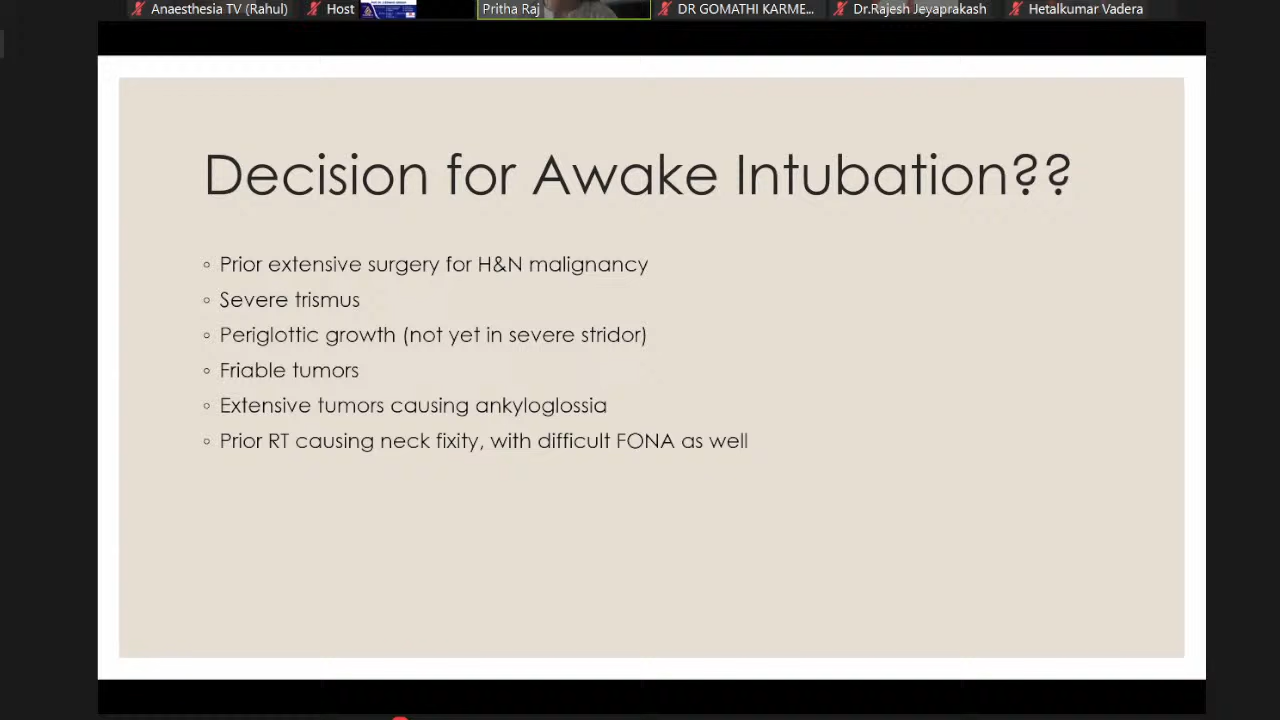 Anaesthesia TV (Rahul)
Host
Pritha Raj
DR GOMATHI KARME...
Dr.Rajesh Jeyaprakash
Hetalkumar Vadera
Decision for Awake Intubation??
◦ Prior extensive surgery for H&N malignancy
◦ Severe trismus
◦ Periglottic growth (not yet in severe stridor)
◦ Friable tumors
◦ Extensive tumors causing ankyloglossia
◦ Prior RT causing neck fixity, with difficult FONA as well